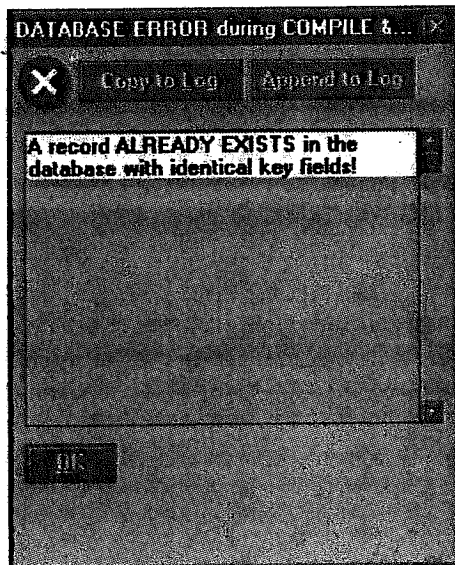 DATABASE ERROR during COMPILE &...
Copy to Log Append to Log
A record ALREADY EXISTS in the
database with identical key fields!
OK